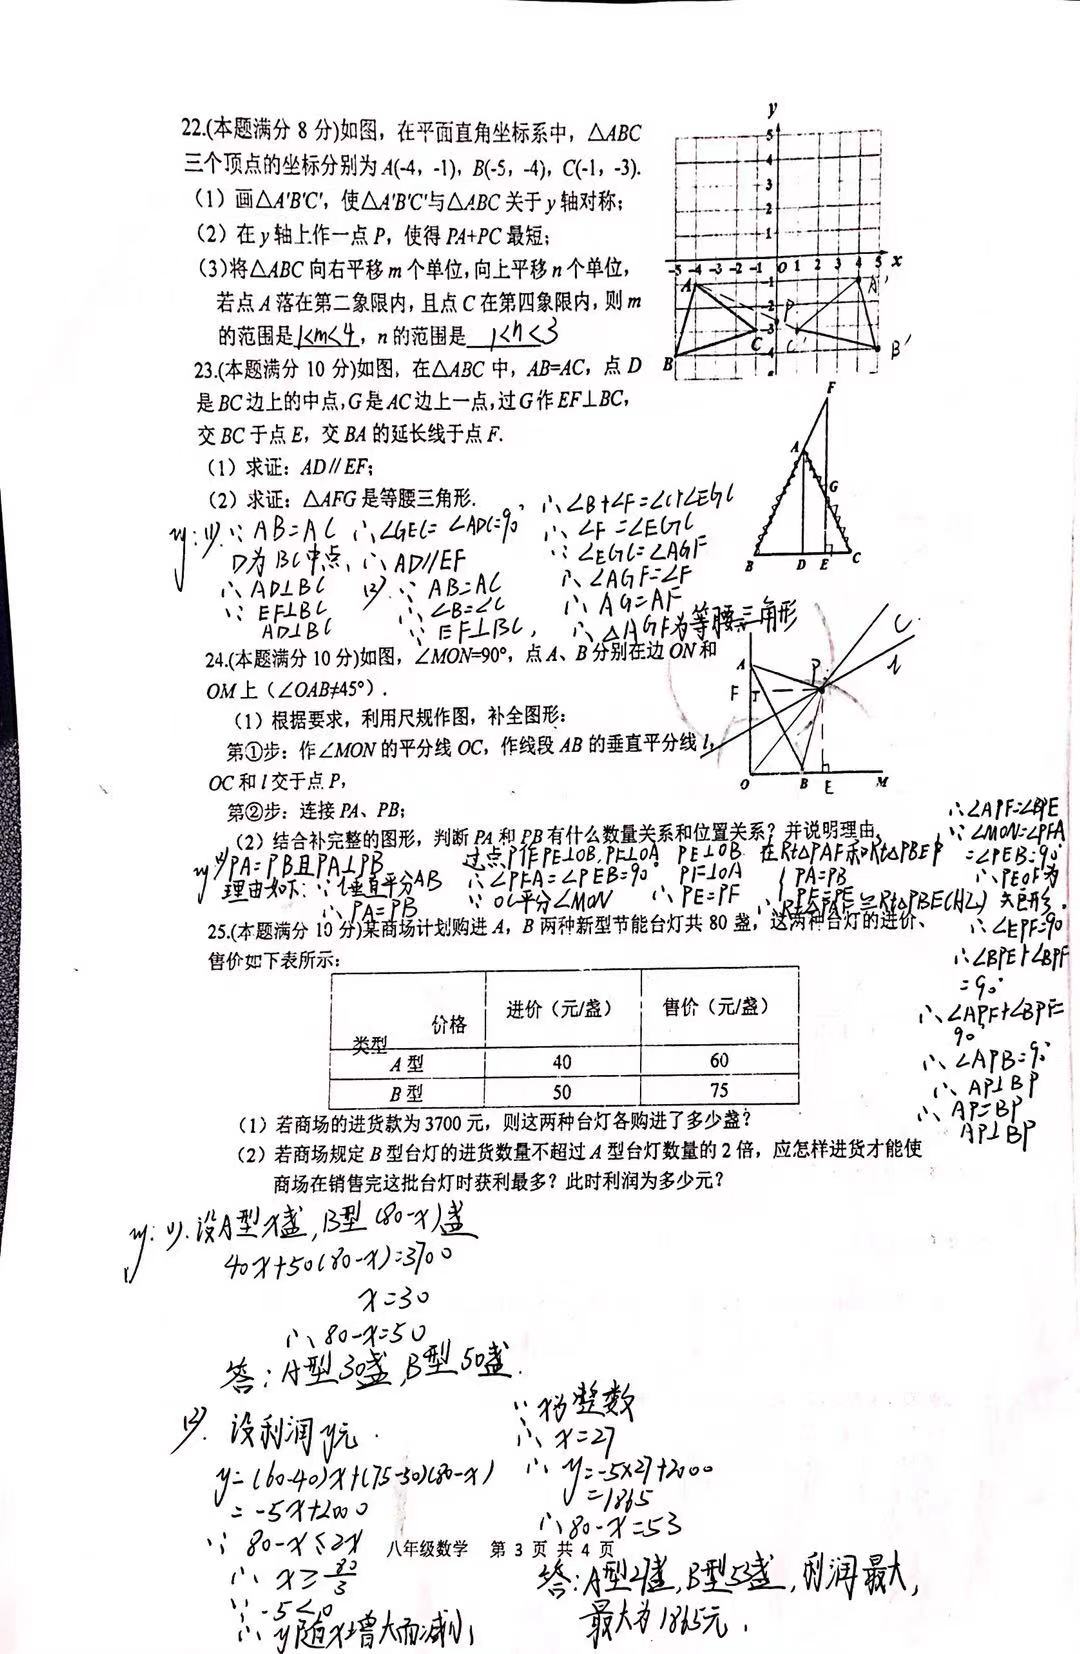 22.(本题满分 8 分)如图，在平面直角坐标系中，△ABC
三个顶点的坐标分别为 A(-4，-1)，B(-5，-4)，C(-1，-3).
（1）画△A'B'C'，使△A'B'C'与△ABC 关于 y 轴对称；
（2）在 y 轴上作一点 P，使得 PA+PC 最短；
(3)将△ABC 向右平移 m 个单位,向上平移 n 个单位，
若点 A 落在第二象限内，且点 C 在第四象限内，则 m
的范围是 1<m<4，n 的范围是 1<n<3
y
5
4
3
2
1
-5 -4 -3 -2 -1 O 1 2 3 4 5 x
-1
-2
-3
-4
A
B
C
P
A'
C'
B'
23.(本题满分 10 分)如图，在△ABC 中，AB=AC，点 D
是 BC 边上的中点,G 是 AC 边上一点,过 G 作 EF⊥BC，
交 BC 于点 E，交 BA 的延长线于点 F.
（1）求证：AD∥EF；
（2）求证：△AFG 是等腰三角形.
F
A
G
B D E C
(1) ∵ AB=AC
D为BC中点
∴ AD⊥BC
∵ EF⊥BC
AD⊥BC
∴ ∠GEC=∠ADC=90°
∴ AD//EF
(2) ∵ AB=AC
∴ ∠B=∠C
∵ EF⊥BC，
∴ ∠B+∠F=∠C+∠EGC
∴ ∠F=∠EGC
∵ ∠EGC=∠AGF
∴ ∠AGF=∠F
∴ AG=AF
∴ △AGF为等腰三角形
24.(本题满分 10 分)如图，∠MON=90°，点 A、B 分别在边 ON 和
OM 上（∠OAB≠45°）.
（1）根据要求，利用尺规作图，补全图形：
第①步：作∠MON 的平分线 OC，作线段 AB 的垂直平分线 l，
OC 和 l 交于点 P，
第②步：连接 PA、PB；
（2）结合补完整的图形，判断 PA 和 PB 有什么数量关系和位置关系？并说明理由.
A
F
P
C
l
O B E M
(2) PA=PB且PA⊥PB
理由如下：∵ l垂直平分AB
∴ PA=PB
过点P作PE⊥OB，PF⊥OA
∴ ∠PFA=∠PEB=90°
∵ OC平分∠MON
PE⊥OB
PF⊥OA
∴ PE=PF
在Rt△PAF和Rt△PBE中
PA=PB
PF=PE
∴ Rt△PAF≌Rt△PBE(HL)
∴ ∠APF=∠BPE
∵ ∠MON=∠PFA
=∠PEB=90°
∴ PEOF为
矩形.
∴ ∠EPF=90
∴ ∠BPE+∠BPF
=90°
∴ ∠APF+∠BPF=
90°
∴ ∠APB=90°
∴ AP⊥BP
∴ AP=BP
AP⊥BP
25.(本题满分 10 分)某商场计划购进 A，B 两种新型节能台灯共 80 盏，这两种台灯的进价、
售价如下表所示：
价格 进价（元/盏） 售价（元/盏）
类型
A 型 40 60
B 型 50 75
（1）若商场的进货款为 3700 元，则这两种台灯各购进了多少盏？
（2）若商场规定 B 型台灯的进货数量不超过 A 型台灯数量的 2 倍，应怎样进货才能使
商场在销售完这批台灯时获利最多？此时利润为多少元？
(1). 设A型x盏，B型(80-x)盏
40x+50(80-x)=3700
x=30
∴ 80-x=50
答：A型30盏，B型50盏.
(2). 设利润y元.
y=(60-40)x+(75-50)(80-x)
=-5x+2000
∵ 80-x≤2x
∴ x≥80/3
∵ -5<0
∴ y随x增大而减小
∵ x为整数
∴ x=27
∴ y=-5×27+2000
=1865
∴ 80-x=53
答：A型27盏，B型53盏，利润最大，
最大为1865元.
八年级数学 第 3 页 共 4 页